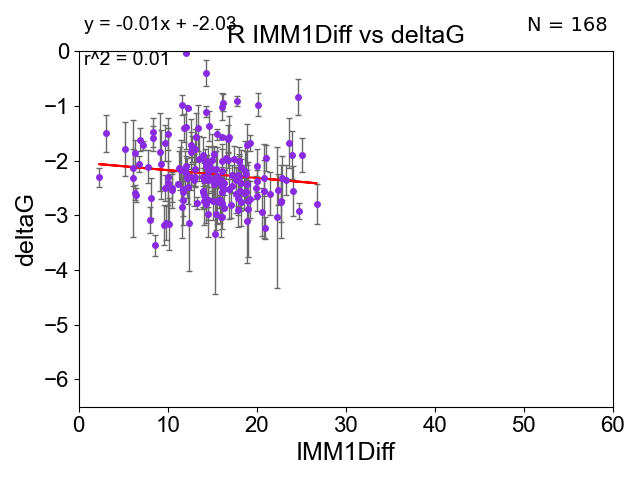 y = -0.01x + -2.03
N = 168
R IMM1Diff vs deltaG
r^2 = 0.01
0
−1
−2
−3
−4
−5
−6
deltaG
0 10 20 30 40 50 60
IMM1Diff